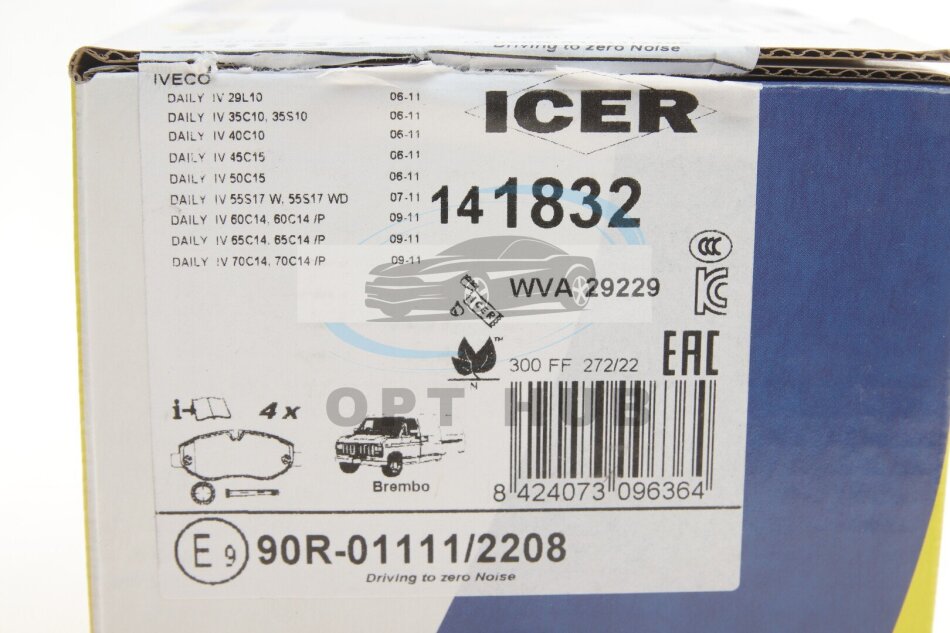 Driving to zero Noise
IVECO
DAILY IV 29L10 06-11
DAILY IV 35C10, 35S10 06-11
DAILY IV 40C10 06-11
DAILY IV 45C15 06-11
DAILY IV 50C15 06-11
DAILY IV 55S17 W, 55S17 WD 07-11
DAILY IV 60C14, 60C14 /P 09-11
DAILY IV 65C14, 65C14 /P 09-11
DAILY IV 70C14, 70C14 /P 09-11
ICER
141832
CCC
WVA 29229
ICER
KC
TM
N
300 FF 272/22
EAC
OPT HUB
i 4 x
Brembo
8 424073 096364
E9 90R-01111/2208
Driving to zero Noise